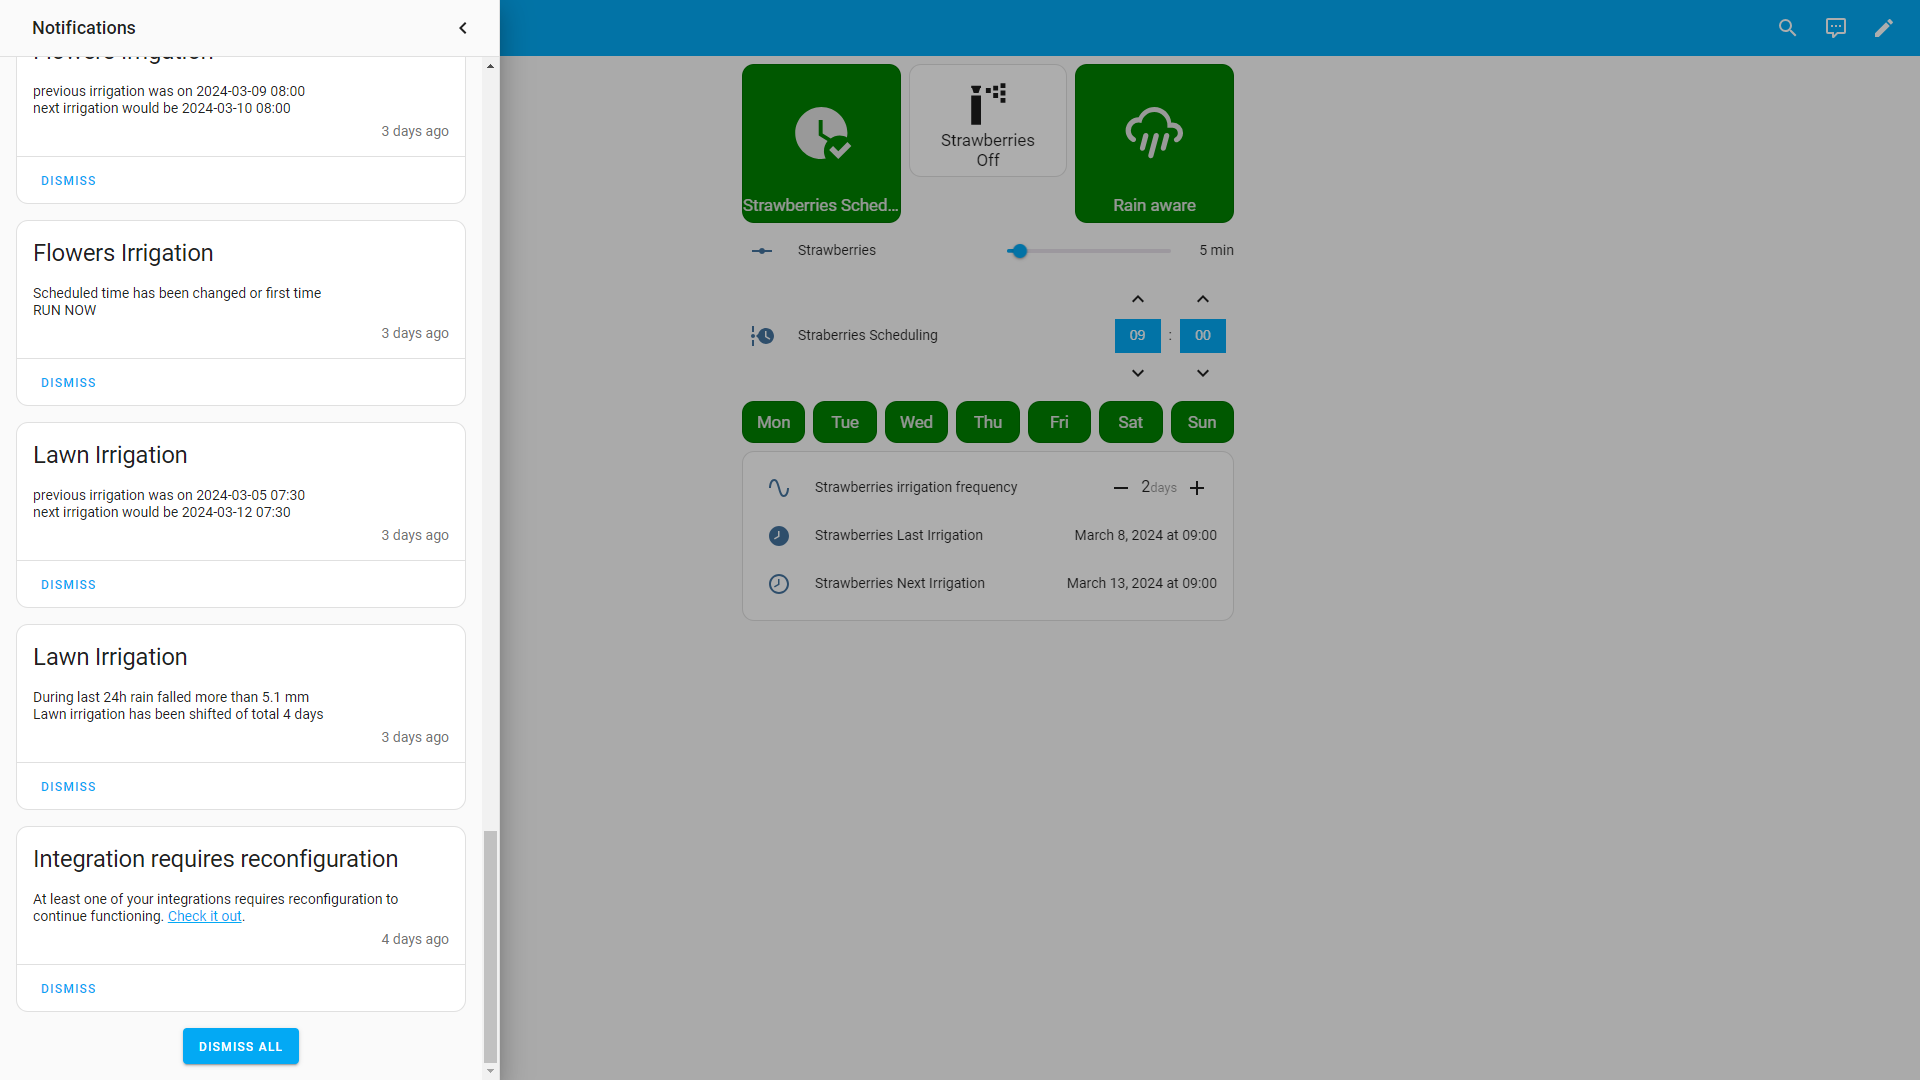 Notifications
Flowers Irrigation
previous irrigation was on 2024-03-09 08:00
next irrigation would be 2024-03-10 08:00
3 days ago
DISMISS
Flowers Irrigation
Scheduled time has been changed or first time
RUN NOW
3 days ago
DISMISS
Lawn Irrigation
previous irrigation was on 2024-03-05 07:30
next irrigation would be 2024-03-12 07:30
3 days ago
DISMISS
Lawn Irrigation
During last 24h rain falled more than 5.1 mm
Lawn irrigation has been shifted of total 4 days
3 days ago
DISMISS
Integration requires reconfiguration
At least one of your integrations requires reconfiguration to
continue functioning. Check it out.
4 days ago
DISMISS
DISMISS ALL
Strawberries Sched...
Strawberries
Off
Rain aware
Strawberries 5 min
Straberries Scheduling 09 : 00
Mon Tue Wed Thu Fri Sat Sun
Strawberries irrigation frequency 2 days
Strawberries Last Irrigation March 8, 2024 at 09:00
Strawberries Next Irrigation March 13, 2024 at 09:00